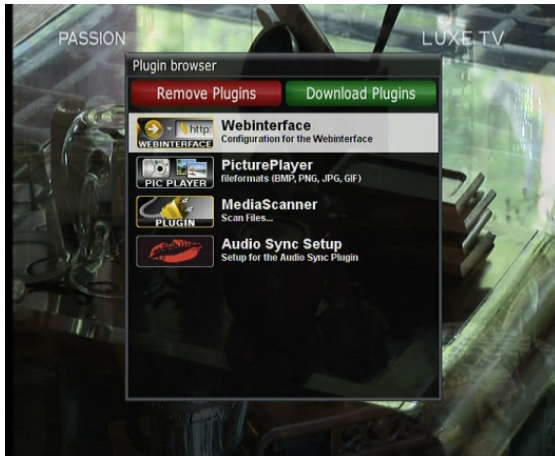 PASSION
LUXE.TV
Plugin browser
Remove Plugins
Download Plugins
http:
WEBINTERFACE
Webinterface
Configuration for the Webinterface
PIC PLAYER
PicturePlayer
fileformats (BMP, PNG, JPG, GIF)
PLUGIN
MediaScanner
Scan Files...
Audio Sync Setup
Setup for the Audio Sync Plugin